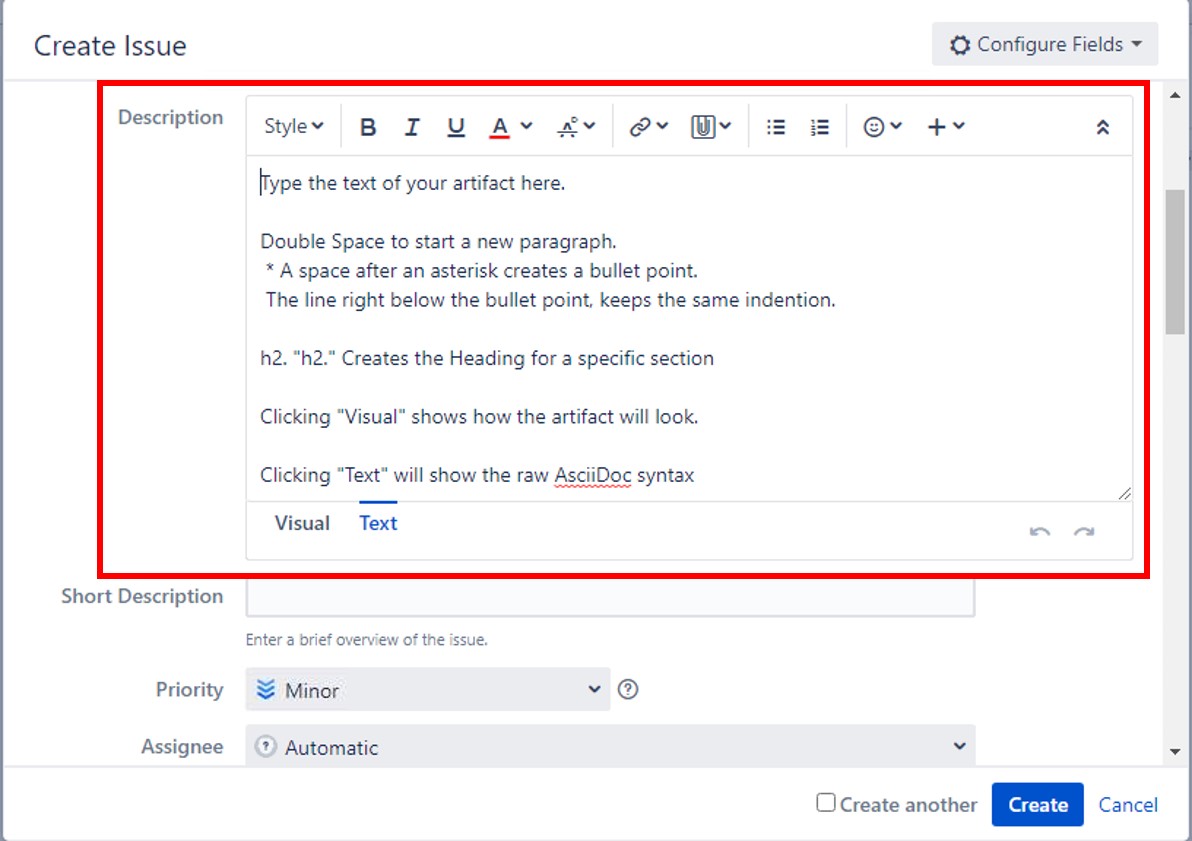 Create Issue
Configure Fields
Description
Style B I U A
Type the text of your artifact here.
Double Space to start a new paragraph.
* A space after an asterisk creates a bullet point.
The line right below the bullet point, keeps the same indention.
h2. "h2." Creates the Heading for a specific section
Clicking "Visual" shows how the artifact will look.
Clicking "Text" will show the raw AsciiDoc syntax
Visual Text
Short Description
Enter a brief overview of the issue.
Priority Minor
Assignee Automatic
Create another Create Cancel